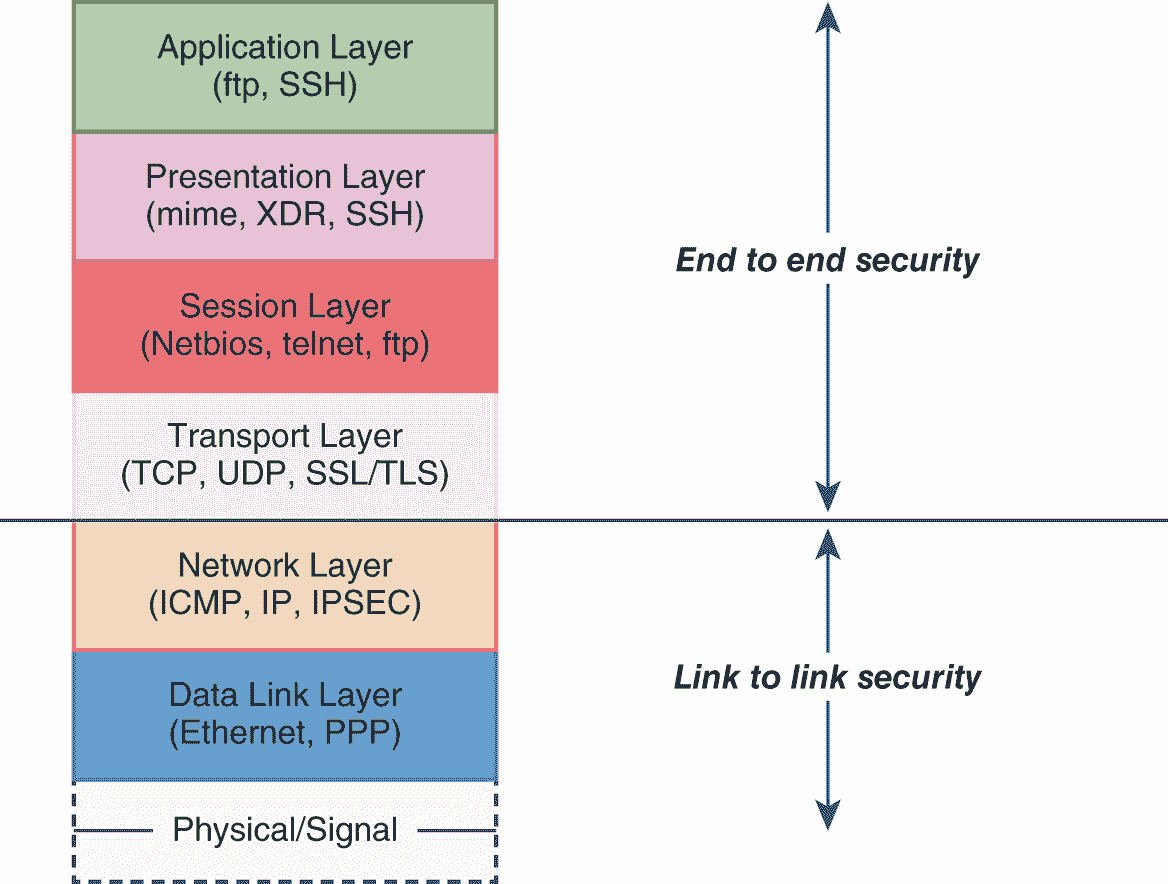 Application Layer
(ftp, SSH)
Presentation Layer
(mime, XDR, SSH)
End to end security
Session Layer
(Netbios, telnet, ftp)
Transport Layer
(TCP, UDP, SSL/TLS)
Network Layer
(ICMP, IP, IPSEC)
Link to link security
Data Link Layer
(Ethernet, PPP)
Physical/Signal